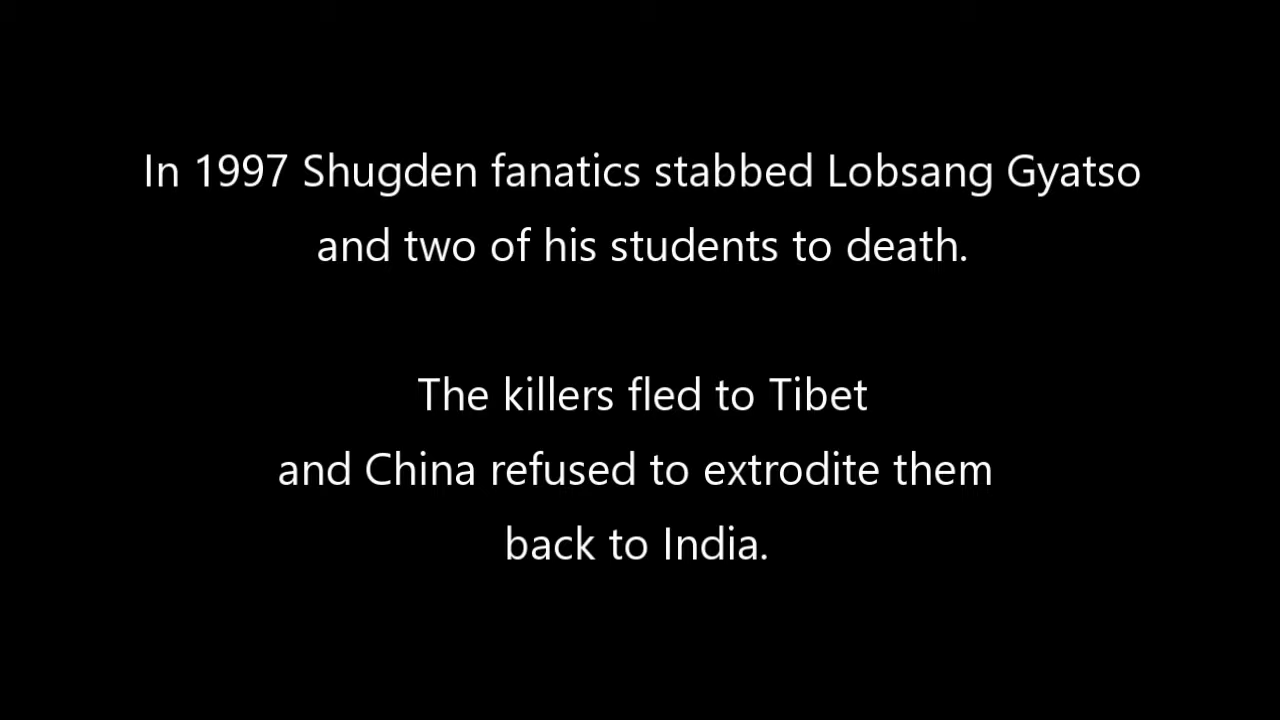 In 1997 Shugden fanatics stabbed Lobsang Gyatso
and two of his students to death.
The killers fled to Tibet
and China refused to extrodite them
back to India.